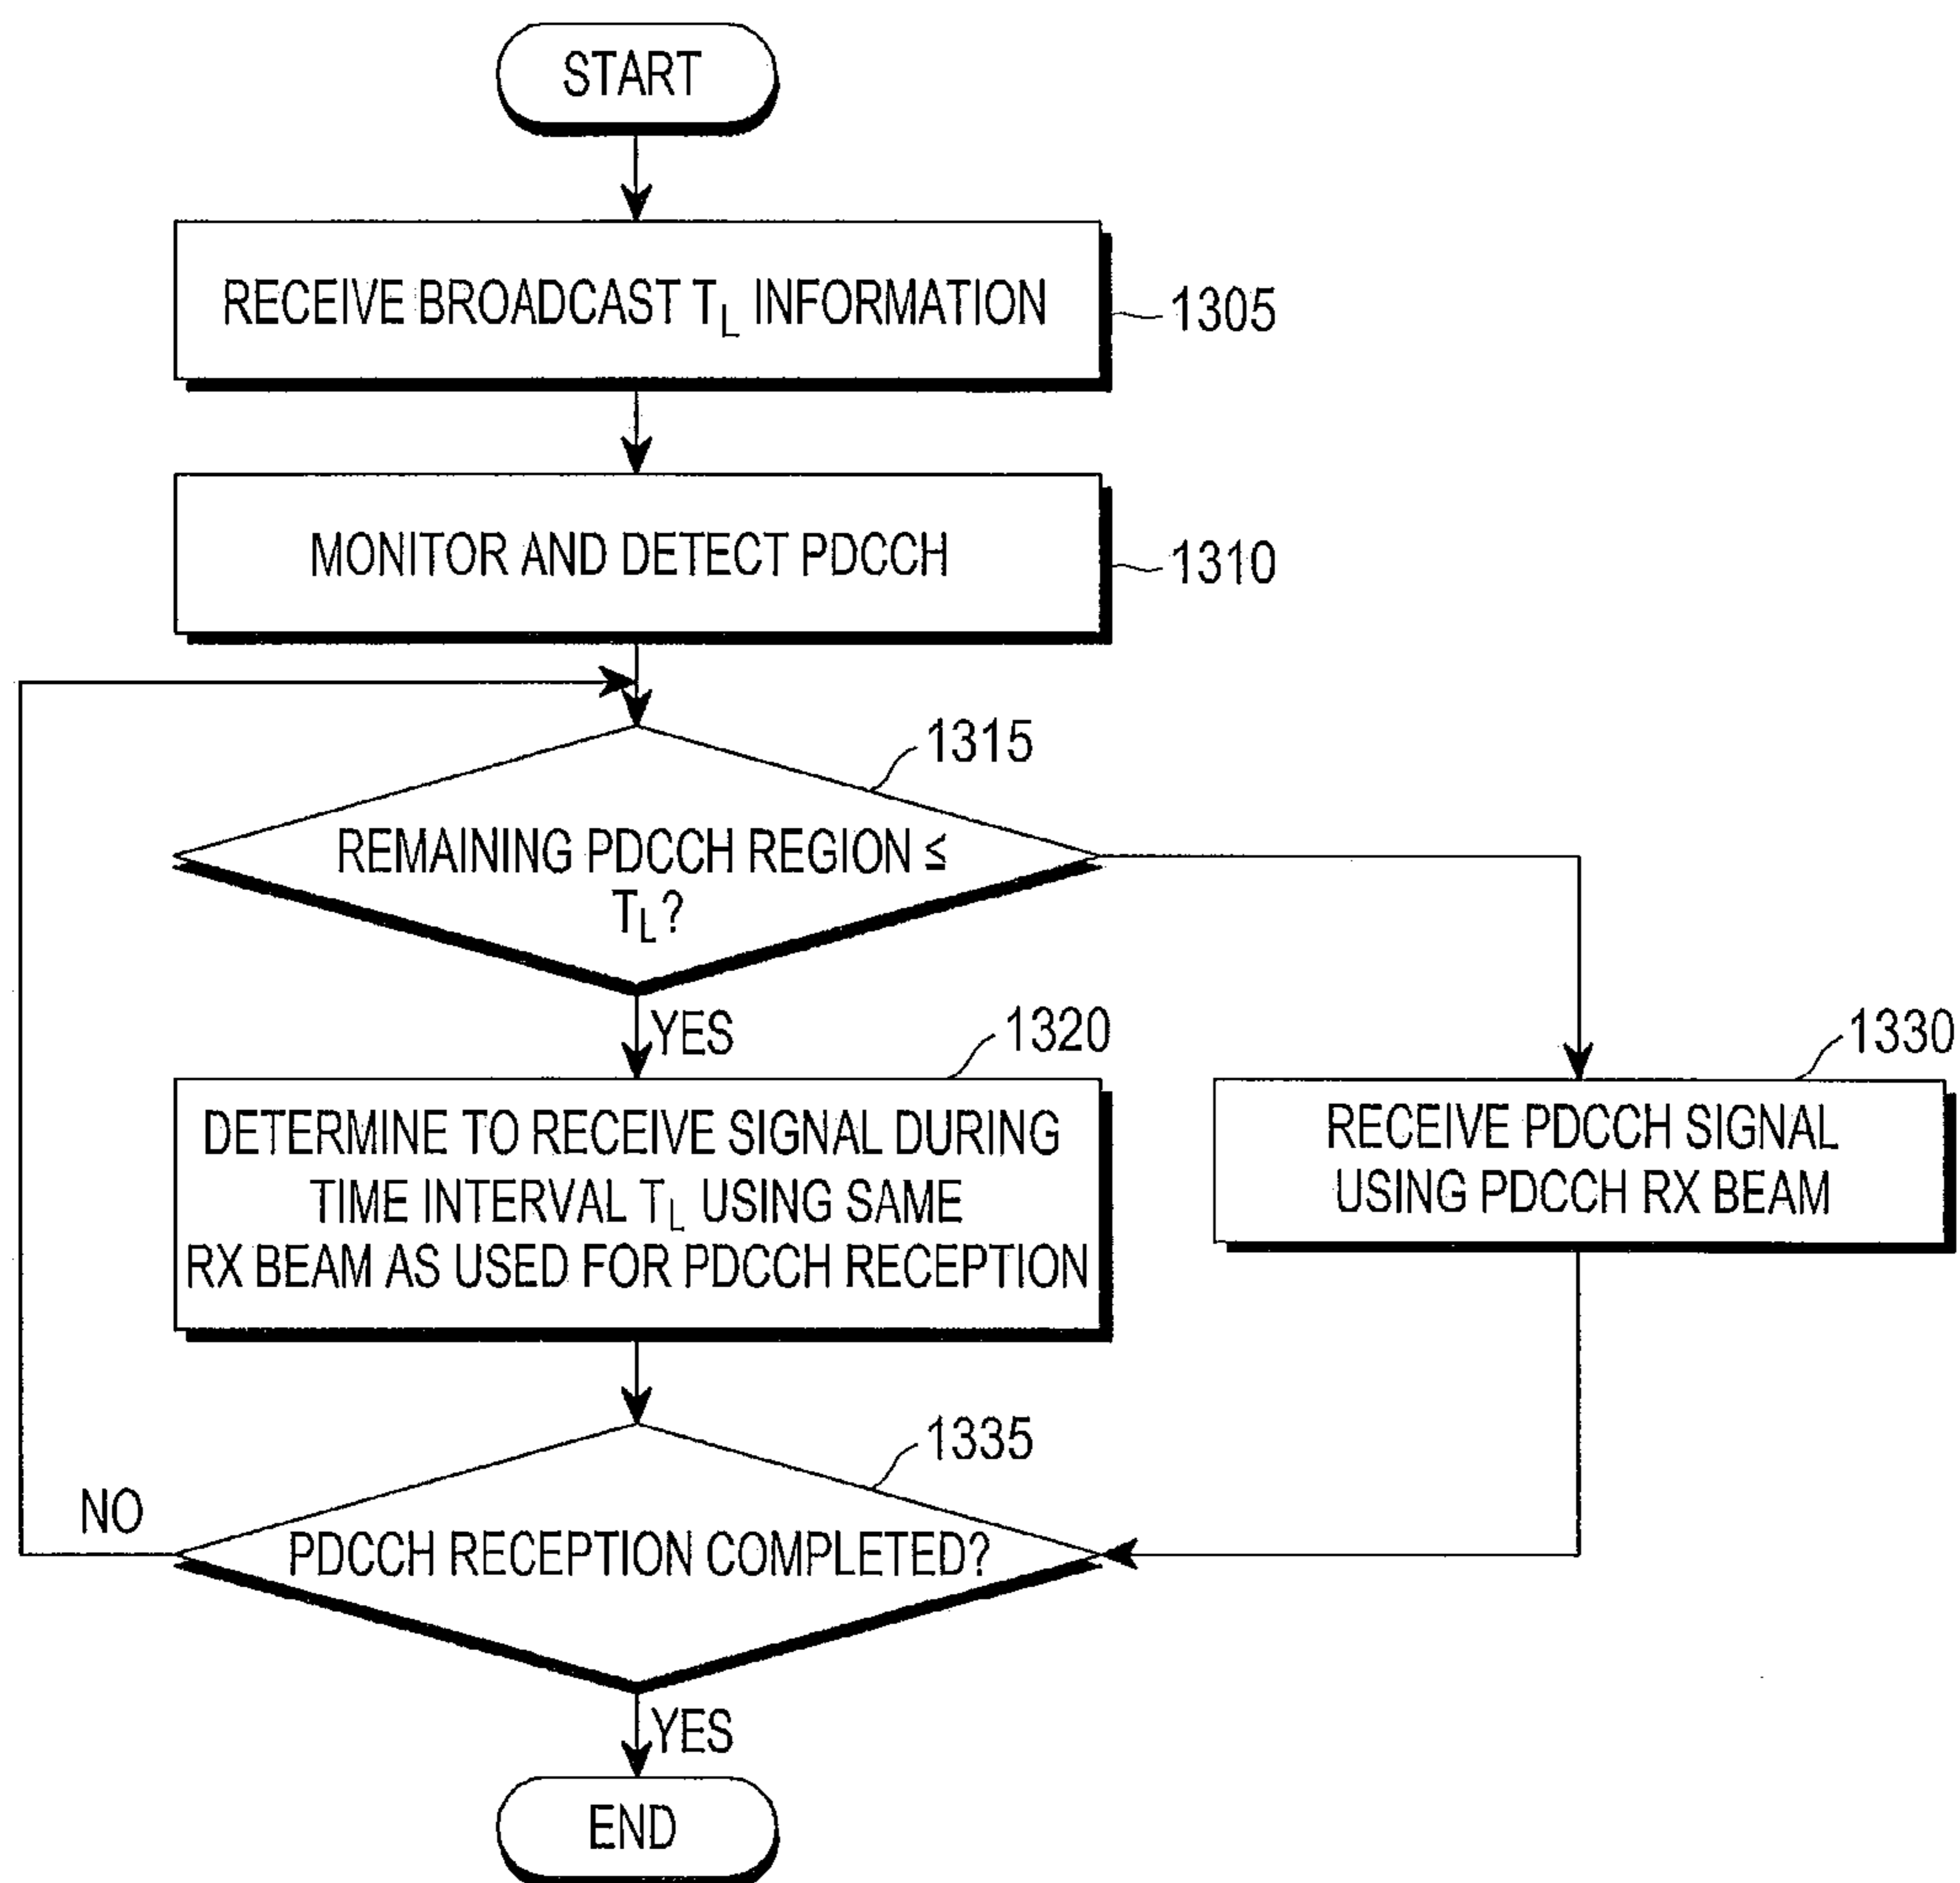 START
RECEIVE BROADCAST TL INFORMATION
1305
MONITOR AND DETECT PDCCH
1310
1315
REMAINING PDCCH REGION ≤
TL?
YES
1320
1330
DETERMINE TO RECEIVE SIGNAL DURING
TIME INTERVAL TL USING SAME
RX BEAM AS USED FOR PDCCH RECEPTION
RECEIVE PDCCH SIGNAL
USING PDCCH RX BEAM
1335
NO
PDCCH RECEPTION COMPLETED?
YES
END